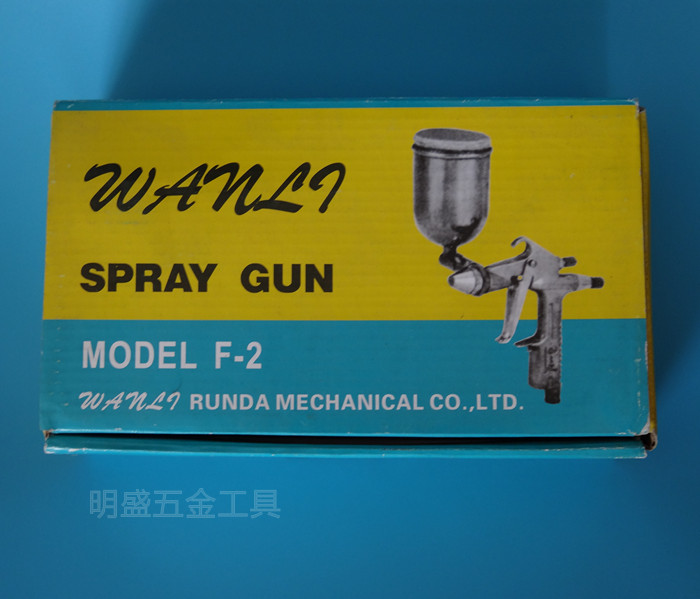 WANLI
SPRAY GUN
MODEL F-2
WANLI RUNDA MECHANICAL CO.,LTD.
明盛五金工具